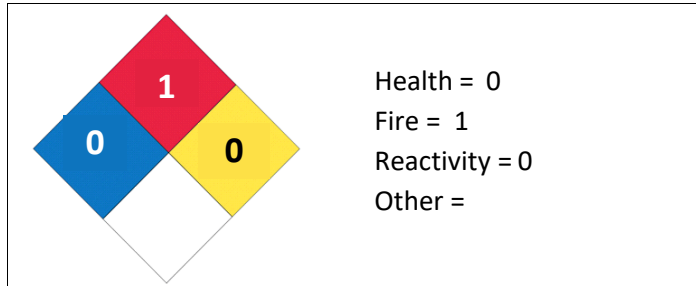 1
0
0
Health = 0
Fire = 1
Reactivity = 0
Other =